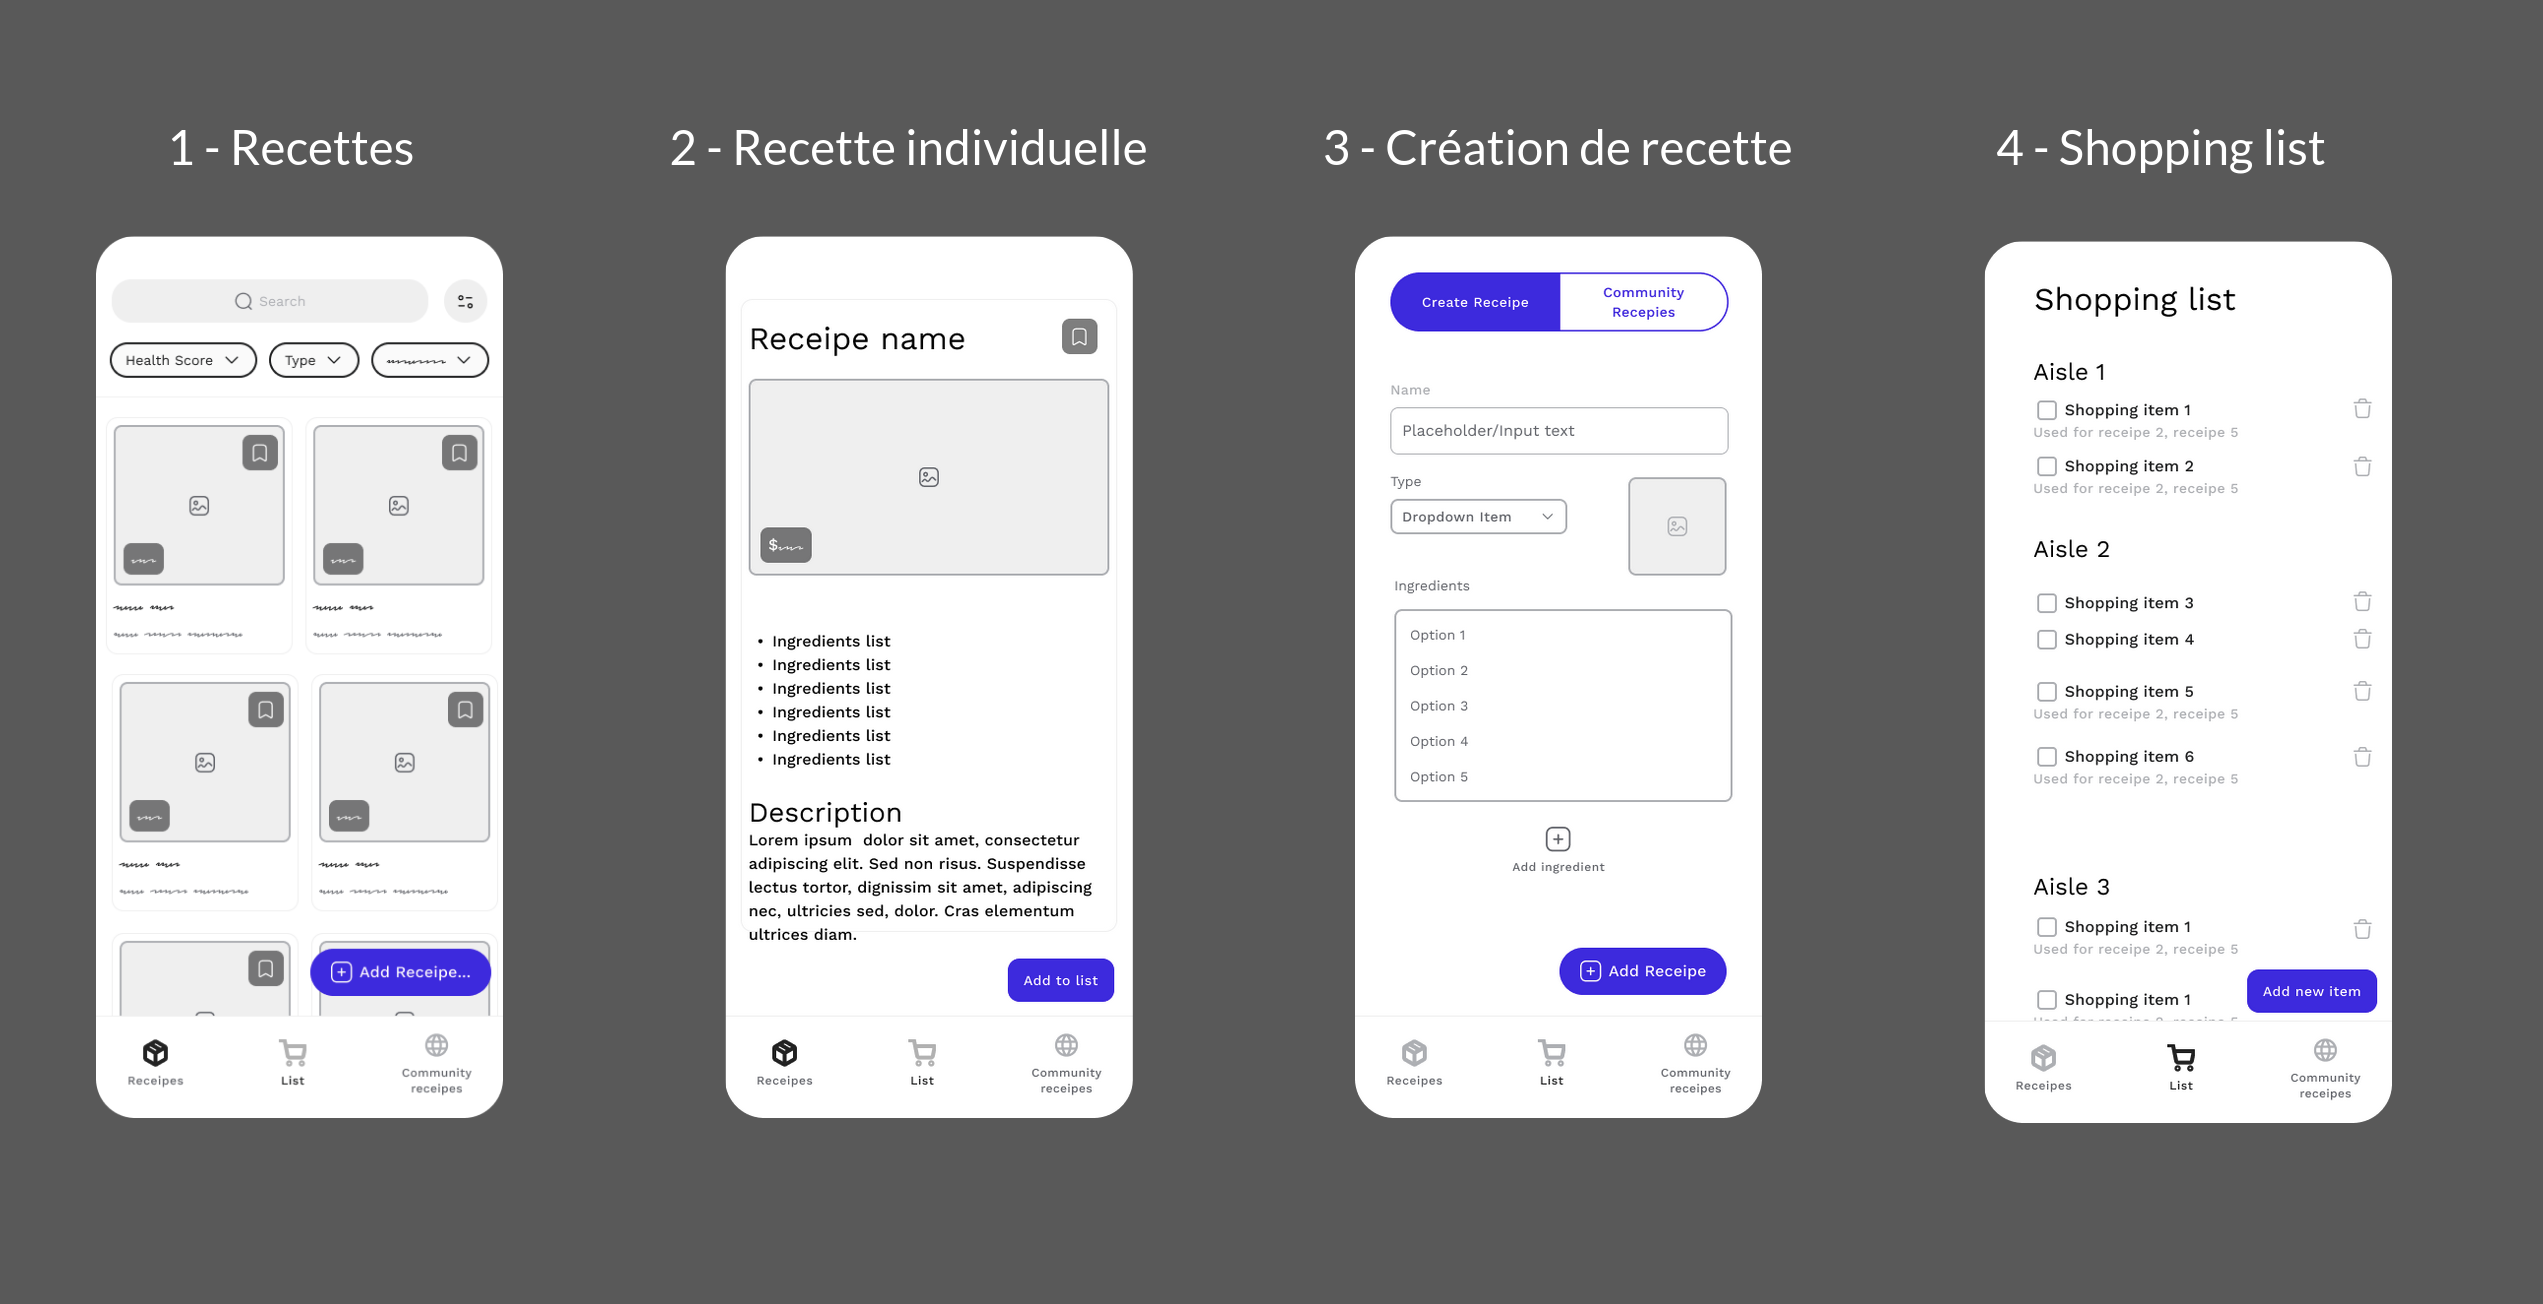 1 - Recettes
Search
Health Score
Type
Add Receipe...
Receipes
List
Community
receipes
2 - Recette individuelle
Receipe name
$
• Ingredients list
• Ingredients list
• Ingredients list
• Ingredients list
• Ingredients list
• Ingredients list
Description
Lorem ipsum dolor sit amet, consectetur
adipiscing elit. Sed non risus. Suspendisse
lectus tortor, dignissim sit amet, adipiscing
nec, ultricies sed, dolor. Cras elementum
ultrices diam.
Add to list
Receipes
List
Community
receipes
3 - Création de recette
Create Receipe
Community
Recepies
Name
Placeholder/Input text
Type
Dropdown Item
Ingredients
Option 1
Option 2
Option 3
Option 4
Option 5
Add ingredient
Add Receipe
Receipes
List
Community
receipes
4 - Shopping list
Shopping list
Aisle 1
Shopping item 1
Used for receipe 2, receipe 5
Shopping item 2
Used for receipe 2, receipe 5
Aisle 2
Shopping item 3
Shopping item 4
Shopping item 5
Used for receipe 2, receipe 5
Shopping item 6
Used for receipe 2, receipe 5
Aisle 3
Shopping item 1
Used for receipe 2, receipe 5
Shopping item 1
Used for receipe 2, receipe 5
Add new item
Receipes
List
Community
receipes